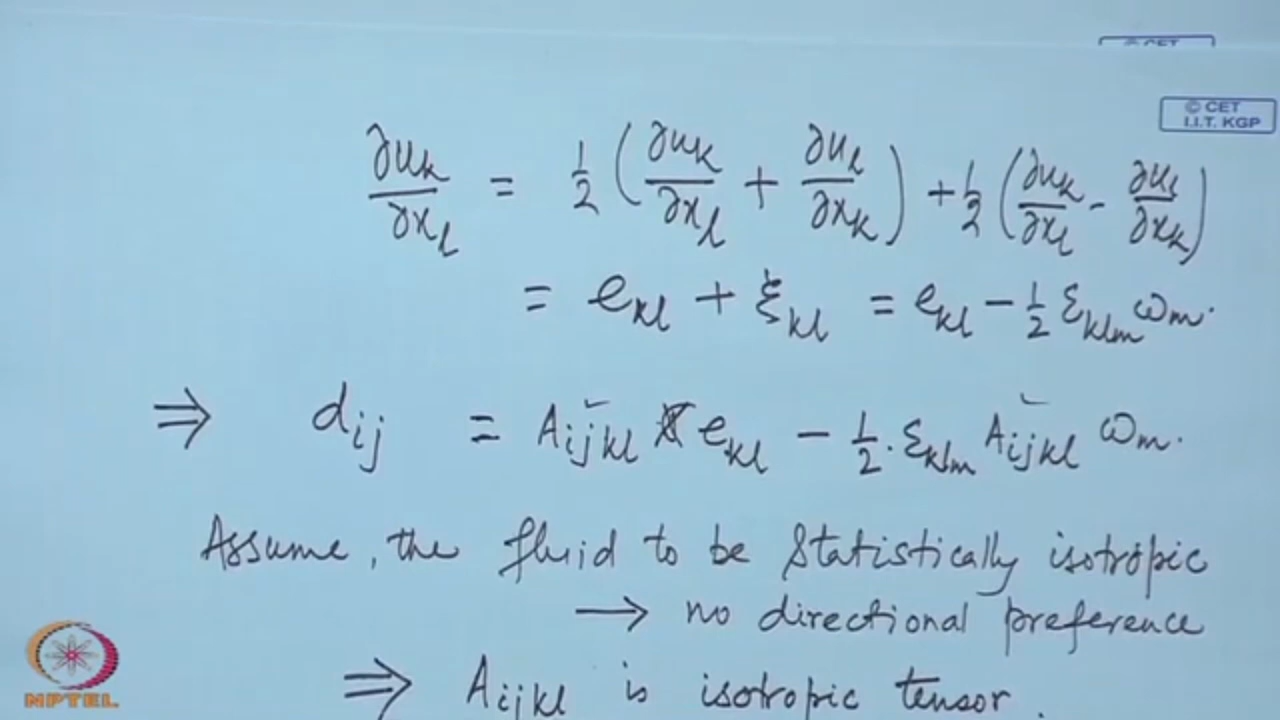 © CET
© CET
I.I.T. KGP
∂u_k/∂x_l = 1/2 (∂u_k/∂x_l + ∂u_l/∂x_k) + 1/2 (∂u_k/∂x_l - ∂u_l/∂x_k)
= e_kl + ξ_kl = e_kl - 1/2 ε_klm ω_m.
⇒ d_ij = A_ijkl e_kl - 1/2. ε_klm A_ijkl ω_m.
Assume, the fluid to be statistically isotropic
→ no directional preference
⇒ A_ijkl is isotropic tensor.
NPTEL